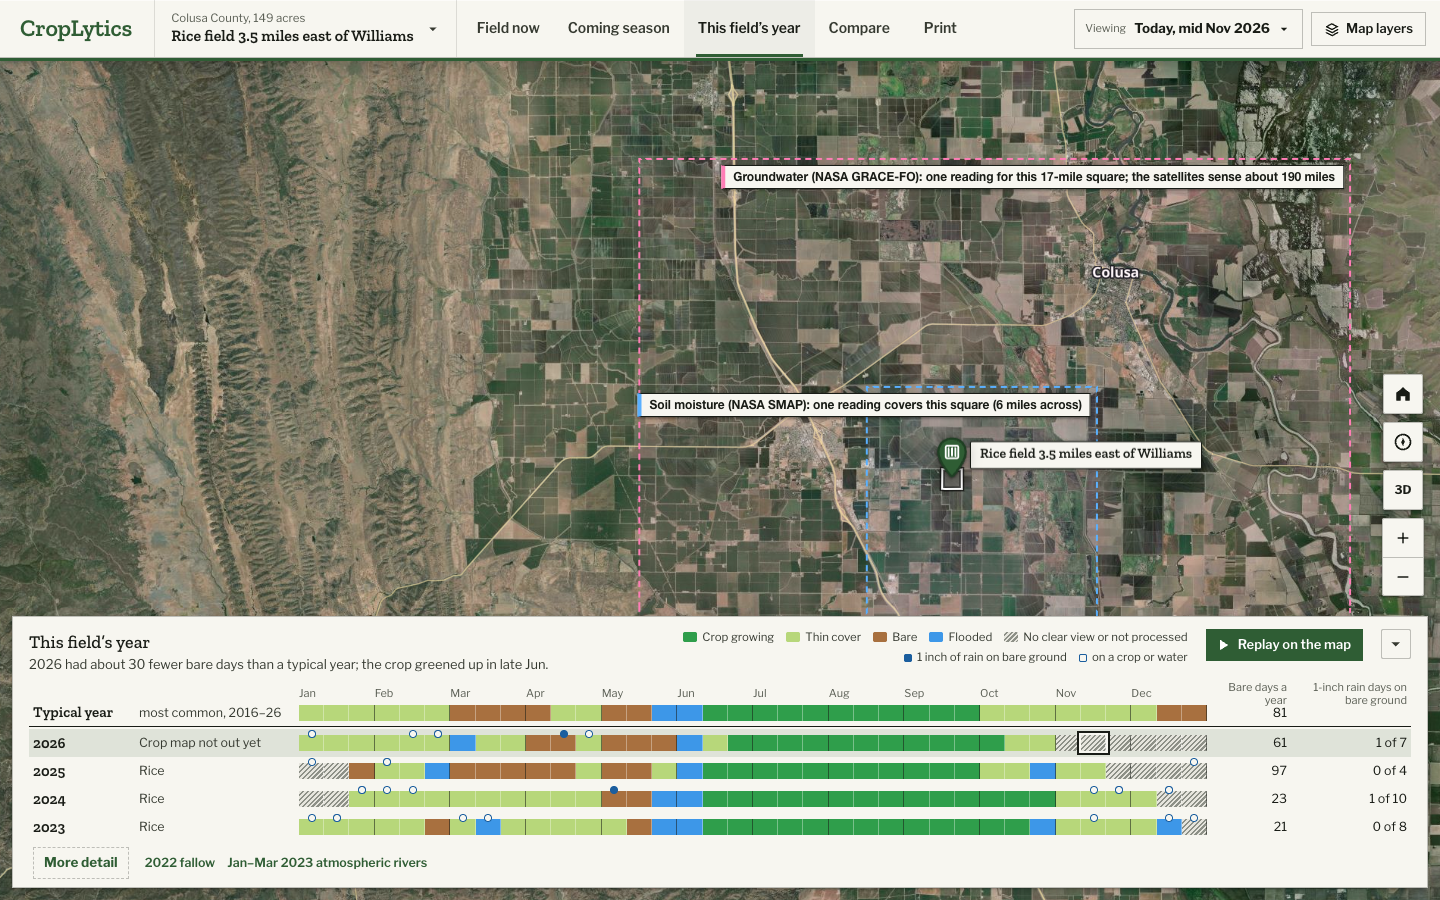 CropLytics
Colusa County, 149 acres
Rice field 3.5 miles east of Williams
Field now
Coming season
This field's year
Compare
Print
Viewing Today, mid Nov 2026
Map layers
Groundwater (NASA GRACE-FO): one reading for this 17-mile square; the satellites sense about 190 miles
Colusa
Soil moisture (NASA SMAP): one reading covers this square (6 miles across)
Rice field 3.5 miles east of Williams
3D
This field's year
2026 had about 30 fewer bare days than a typical year; the crop greened up in late Jun.
Crop growing
Thin cover
Bare
Flooded
No clear view or not processed
1 inch of rain on bare ground
on a crop or water
Replay on the map
Jan Feb Mar Apr May Jun Jul Aug Sep Oct Nov Dec
Bare days a year
1-inch rain days on bare ground
Typical year most common, 2016–26 81
2026 Crop map not out yet 61 1 of 7
2025 Rice 97 0 of 4
2024 Rice 23 1 of 10
2023 Rice 21 0 of 8
More detail
2022 fallow
Jan–Mar 2023 atmospheric rivers